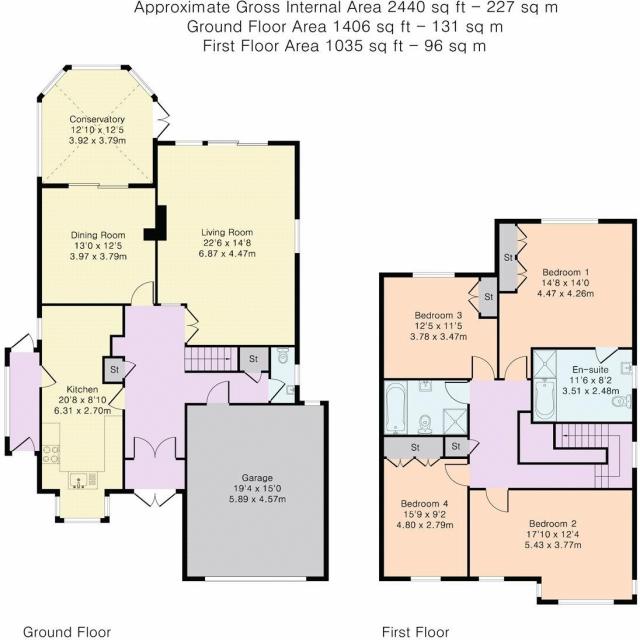 Approximate Gross Internal Area 2440 sq ft - 227 sq m
Ground Floor Area 1406 sq ft - 131 sq m
First Floor Area 1035 sq ft - 96 sq m
Conservatory
12'10 x 12'5
3.92 x 3.79m
Dining Room
13'0 x 12'5
3.97 x 3.79m
Living Room
22'6 x 14'8
6.87 x 4.47m
St
St
Kitchen
20'8 x 8'10
6.31 x 2.70m
Garage
19'4 x 15'0
5.89 x 4.57m
Ground Floor
St
Bedroom 1
14'8 x 14'0
4.47 x 4.26m
St
Bedroom 3
12'5 x 11'5
3.78 x 3.47m
En-suite
11'6 x 8'2
3.51 x 2.48m
St
St
Bedroom 4
15'9 x 9'2
4.80 x 2.79m
Bedroom 2
17'10 x 12'4
5.43 x 3.77m
First Floor